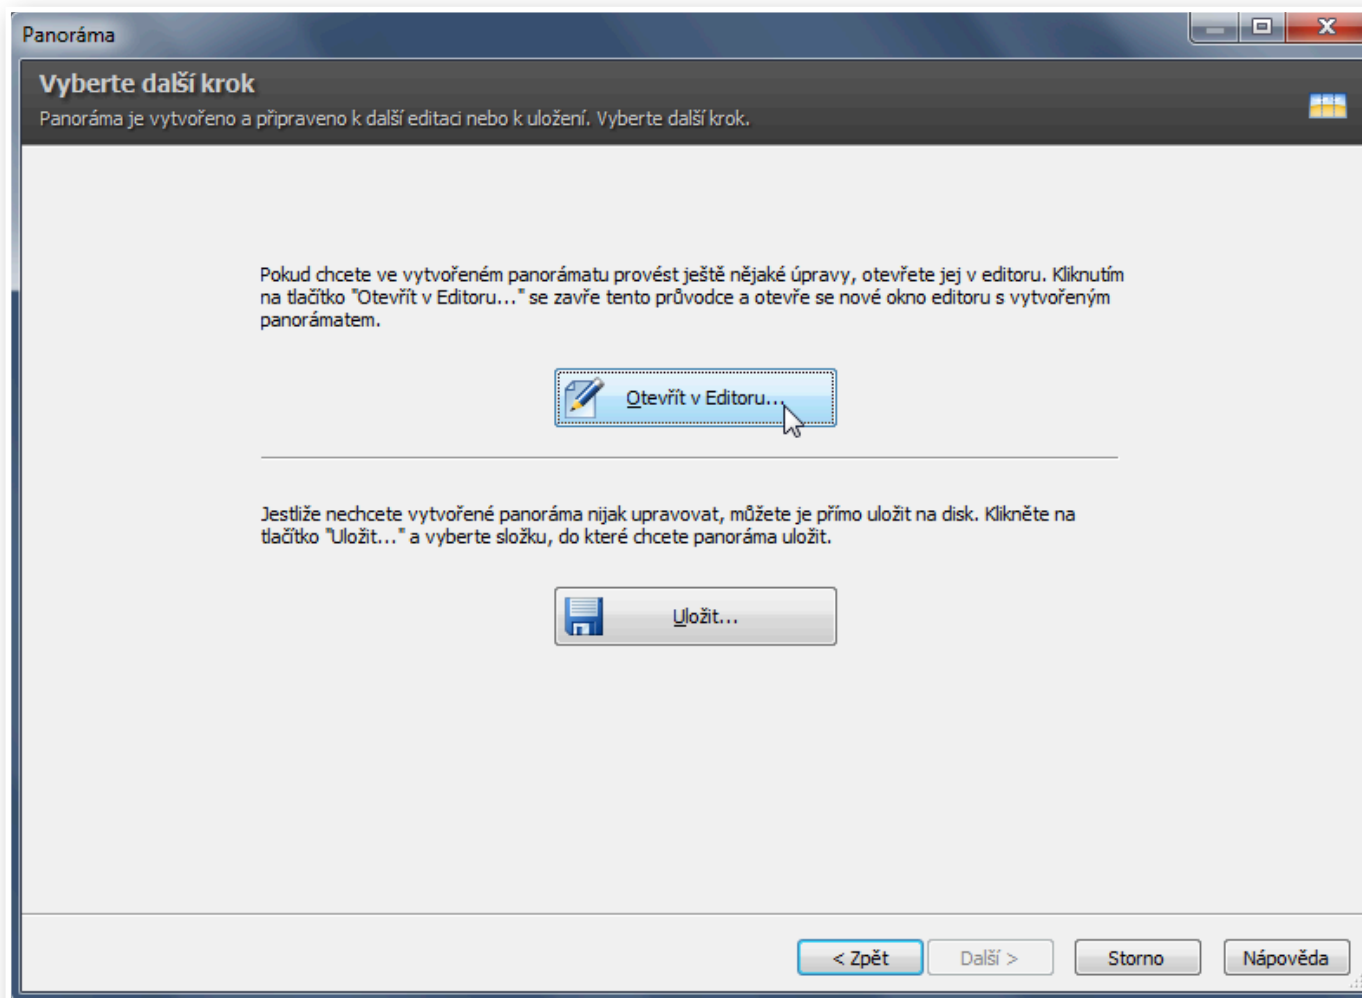 Panoráma
Vyberte další krok
Panoráma je vytvořeno a připraveno k další editaci nebo k uložení. Vyberte další krok.
Pokud chcete ve vytvořeném panorámatu provést ještě nějaké úpravy, otevřete jej v editoru. Kliknutím
na tlačítko "Otevřít v Editoru..." se zavře tento průvodce a otevře se nové okno editoru s vytvořeným
panorámatem.
Otevřít v Editoru...
Jestliže nechcete vytvořené panoráma nijak upravovat, můžete je přímo uložit na disk. Klikněte na
tlačítko "Uložit..." a vyberte složku, do které chcete panoráma uložit.
Uložit...
< Zpět
Další >
Storno
Nápověda